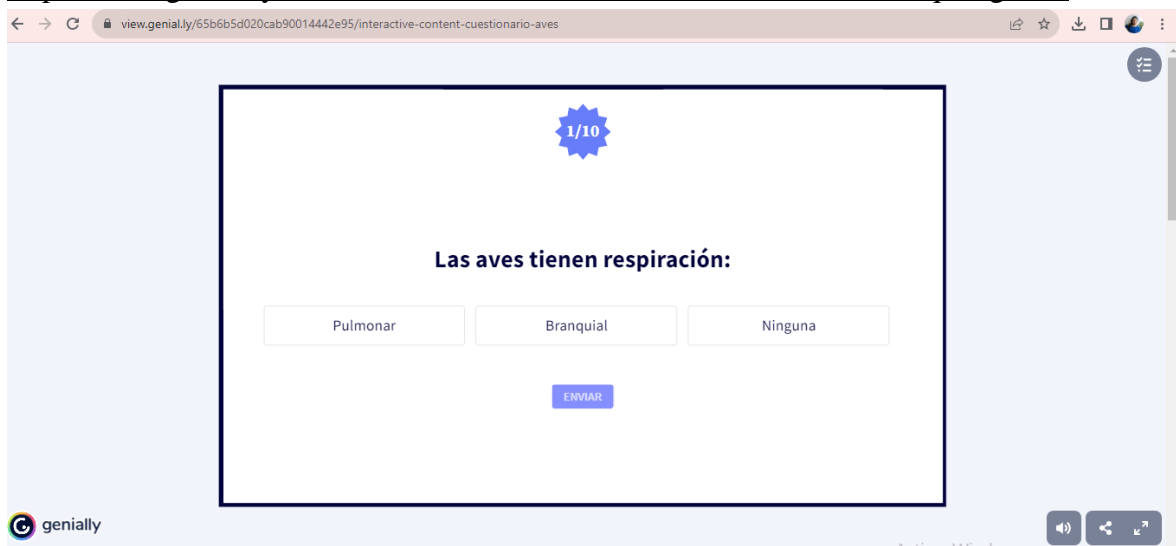 view.genial.ly/65b6b5d020cab90014442e95/interactive-content-cuestionario-aves
1/10
Las aves tienen respiración:
Pulmonar
Branquial
Ninguna
ENVIAR
genially